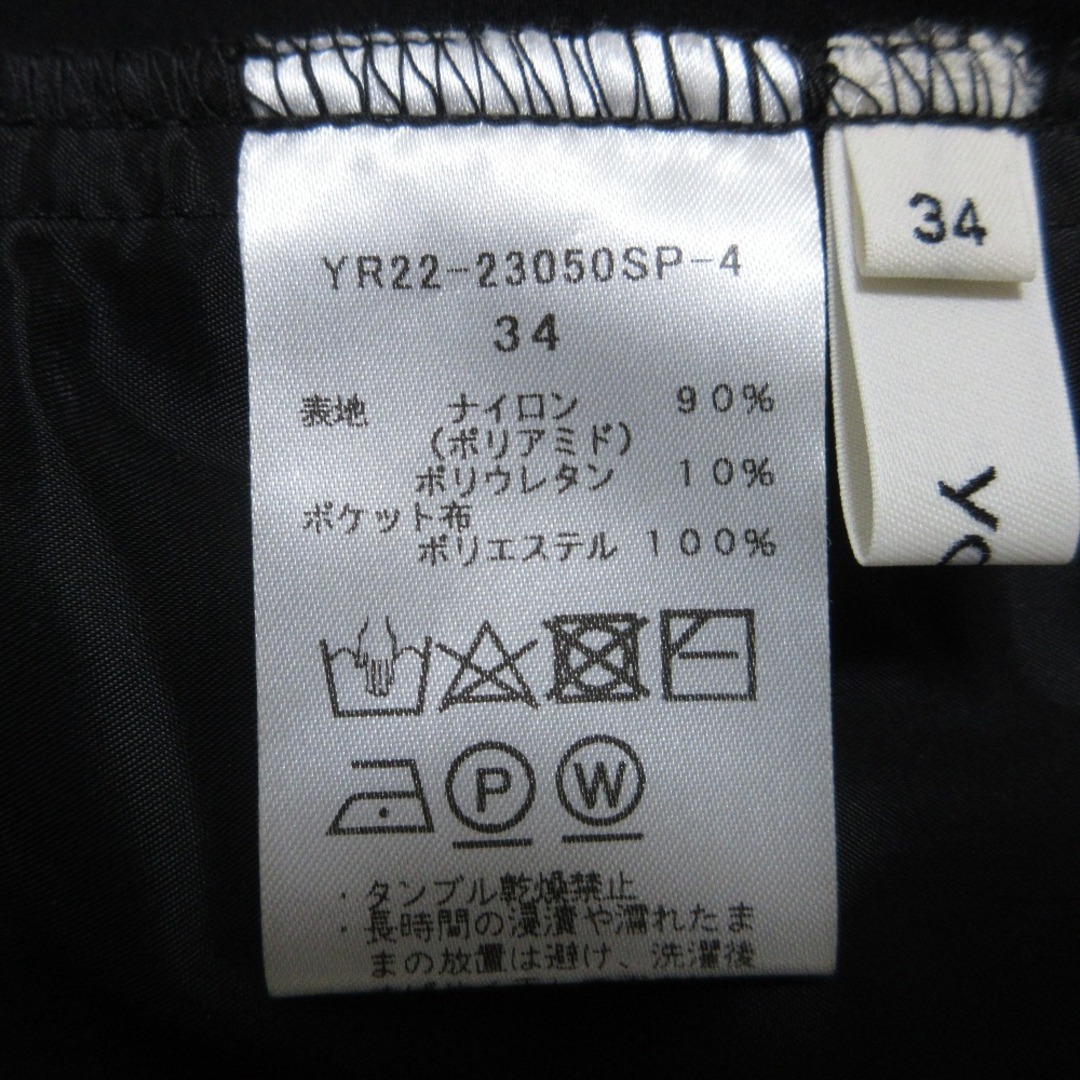 YR22-23050SP-4
34
表地 ナイロン 90%
(ポリアミド)
ポリウレタン 10%
ポケット布
ポリエステル 100%
P W
・タンブル乾燥禁止
・長時間の浸漬や濡れたま
まの放置は避け、洗濯後
34